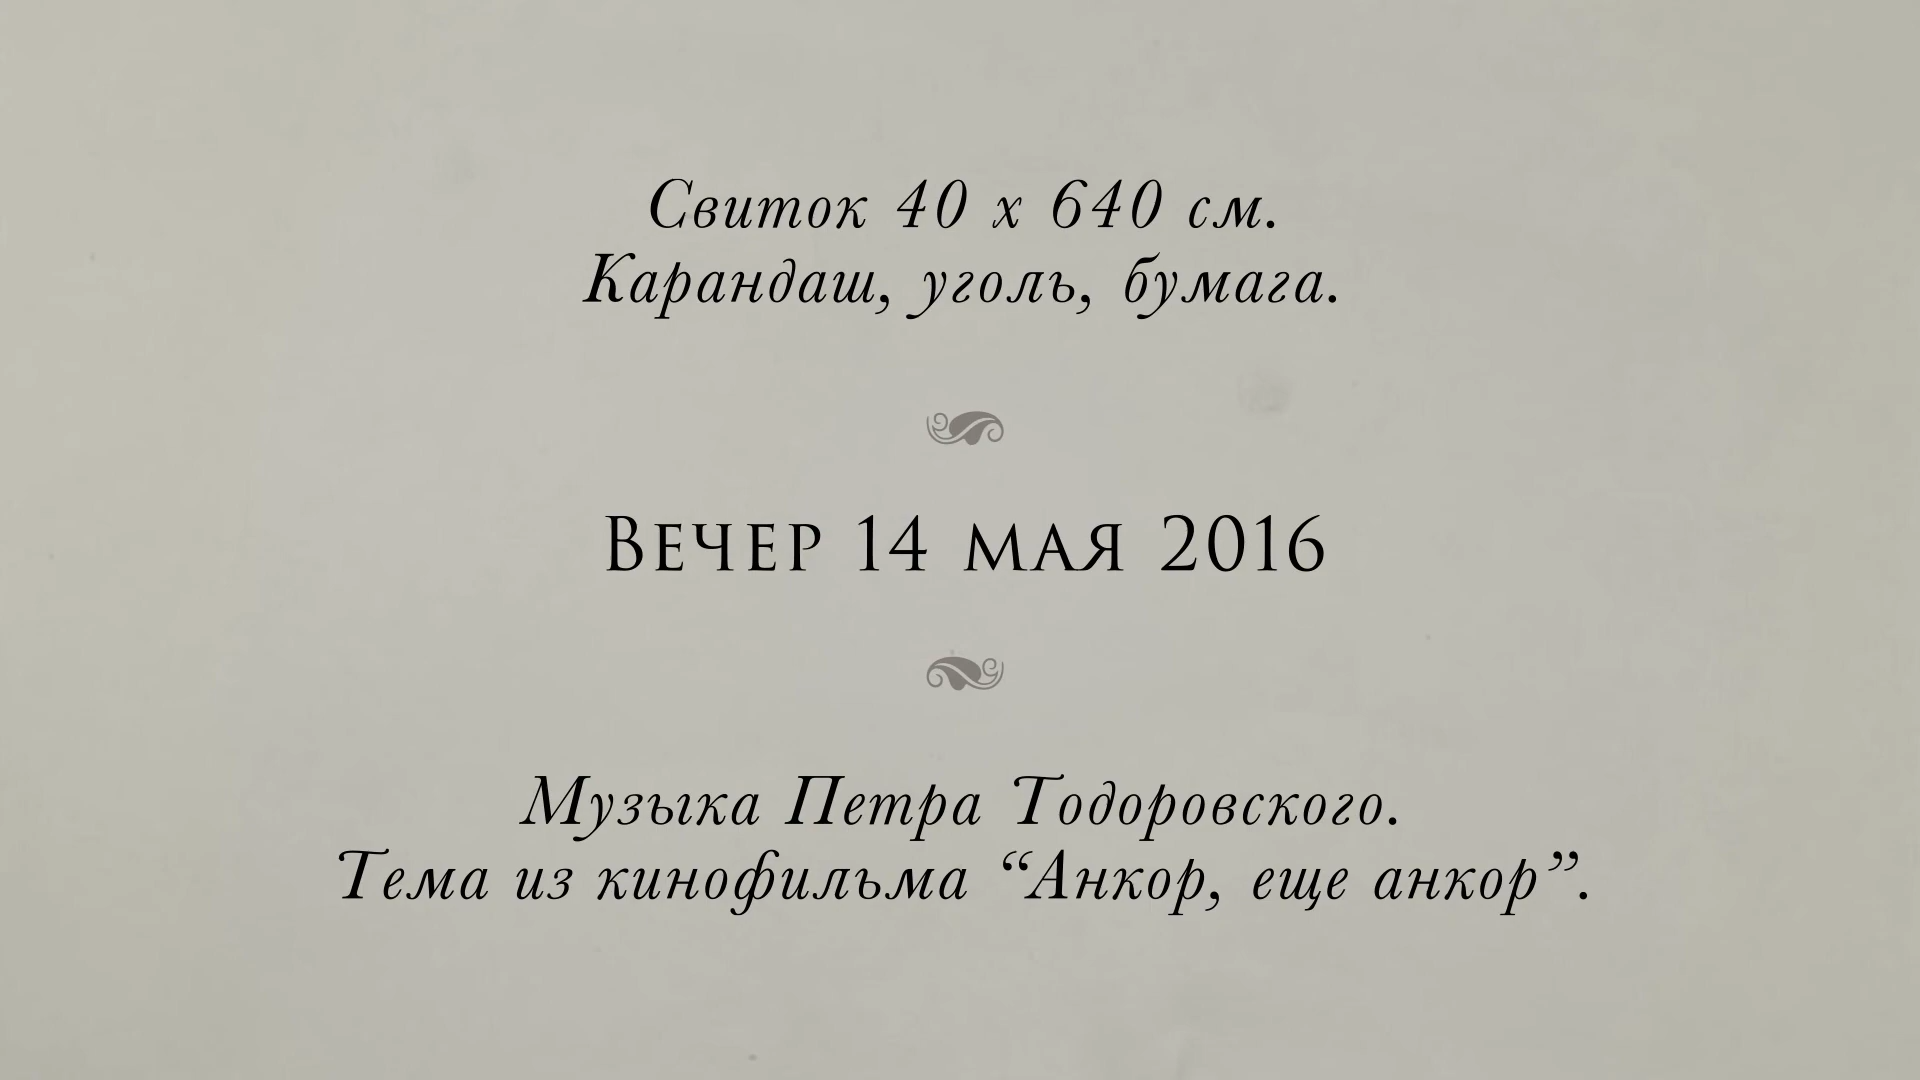 Свиток 40 х 640 см.
Карандаш, уголь, бумага.
Вечер 14 мая 2016
Музыка Петра Тодоровского.
Тема из кинофильма “Анкор, еще анкор”.